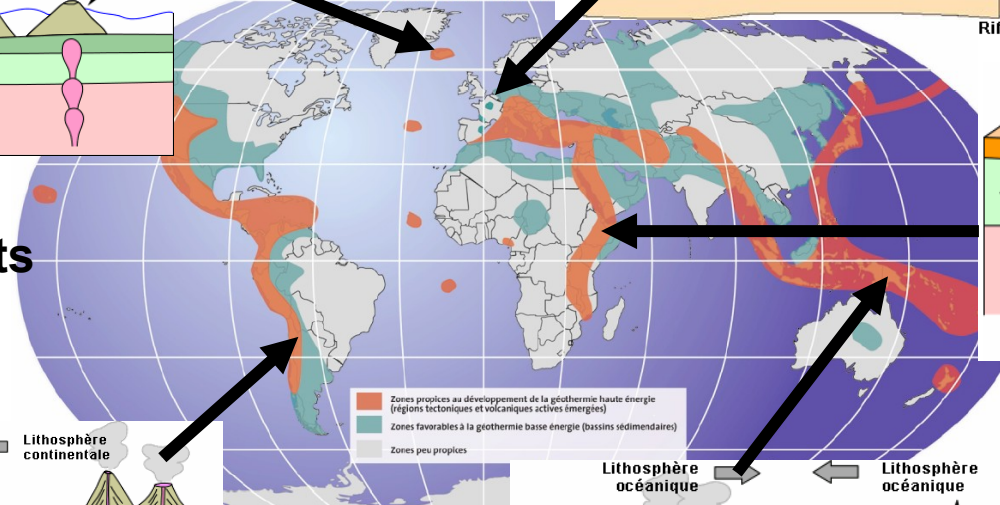 Rif
ts
Zones propices au développement de la géothermie haute énergie
(régions tectoniques et volcaniques actives émergées)
Zones favorables à la géothermie basse énergie (bassins sédimentaires)
Zones peu propices
Lithosphère
continentale
Lithosphère
océanique
Lithosphère
océanique